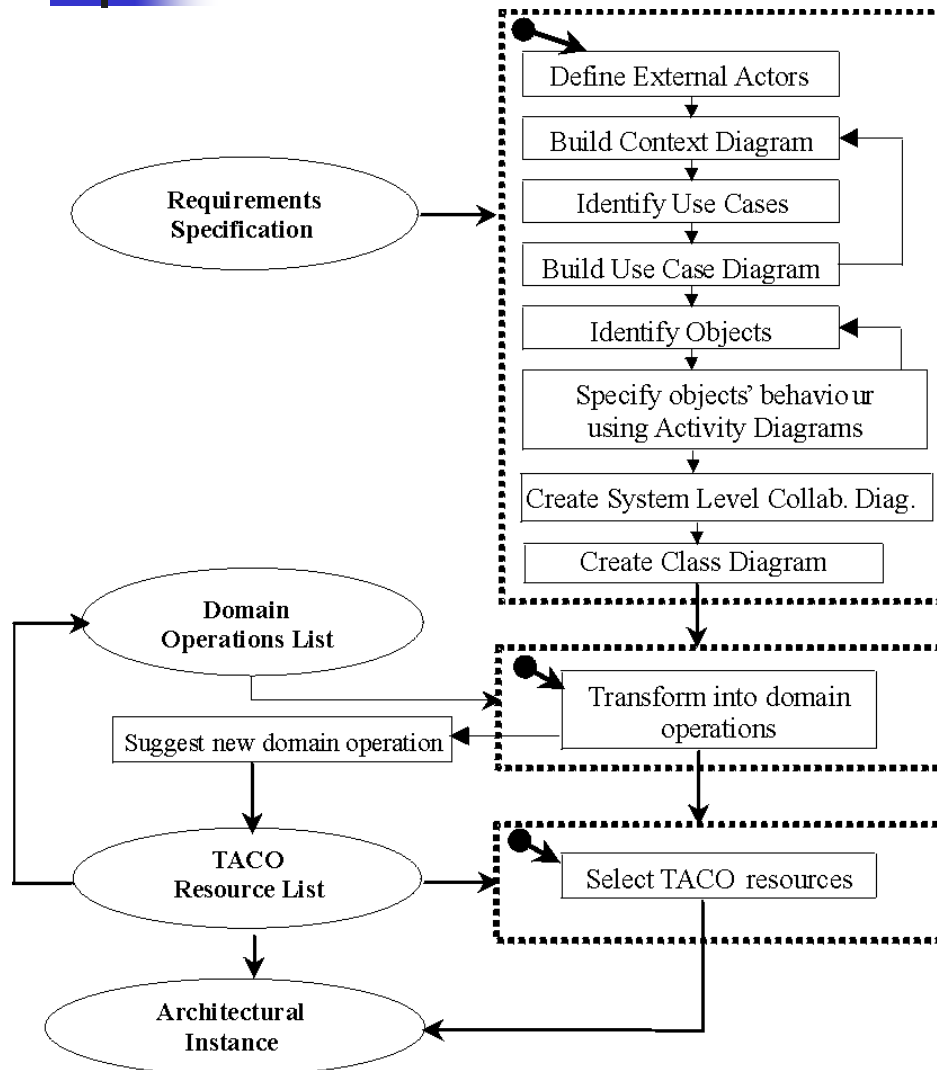 Define External Actors
Build Context Diagram
Requirements
Specification
Identify Use Cases
Build Use Case Diagram
Identify Objects
Specify objects' behaviour
using Activity Diagrams
Create System Level Collab. Diag.
Create Class Diagram
Domain
Operations List
Transform into domain
operations
Suggest new domain operation
TACO
Resource List
Select TACO resources
Architectural
Instance